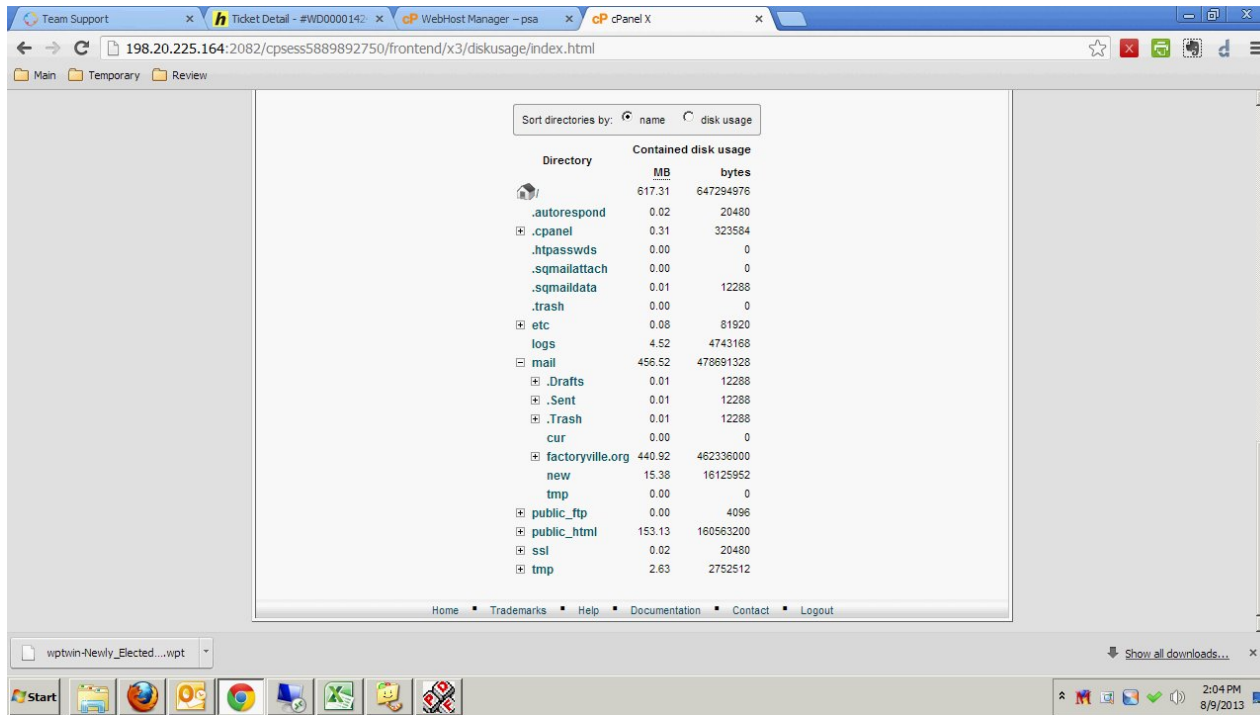 Team Support
Ticket Detail - #WD0000142
WebHost Manager – psa
cPanel X
198.20.225.164:2082/cpsess5889892750/frontend/x3/diskusage/index.html
Main Temporary Review
Sort directories by: name disk usage
Directory Contained disk usage
MB bytes
/ 617.31 647294976
.autorespond 0.02 20480
.cpanel 0.31 323584
.htpasswds 0.00 0
.sqmailattach 0.00 0
.sqmaildata 0.01 12288
.trash 0.00 0
etc 0.08 81920
logs 4.52 4743168
mail 456.52 478691328
.Drafts 0.01 12288
.Sent 0.01 12288
.Trash 0.01 12288
cur 0.00 0
factoryville.org 440.92 462336000
new 15.38 16125952
tmp 0.00 0
public_ftp 0.00 4096
public_html 153.13 160563200
ssl 0.02 20480
tmp 2.63 2752512
Home Trademarks Help Documentation Contact Logout
wptwin-Newly_Elected....wpt
Show all downloads...
Start
2:04 PM
8/9/2013